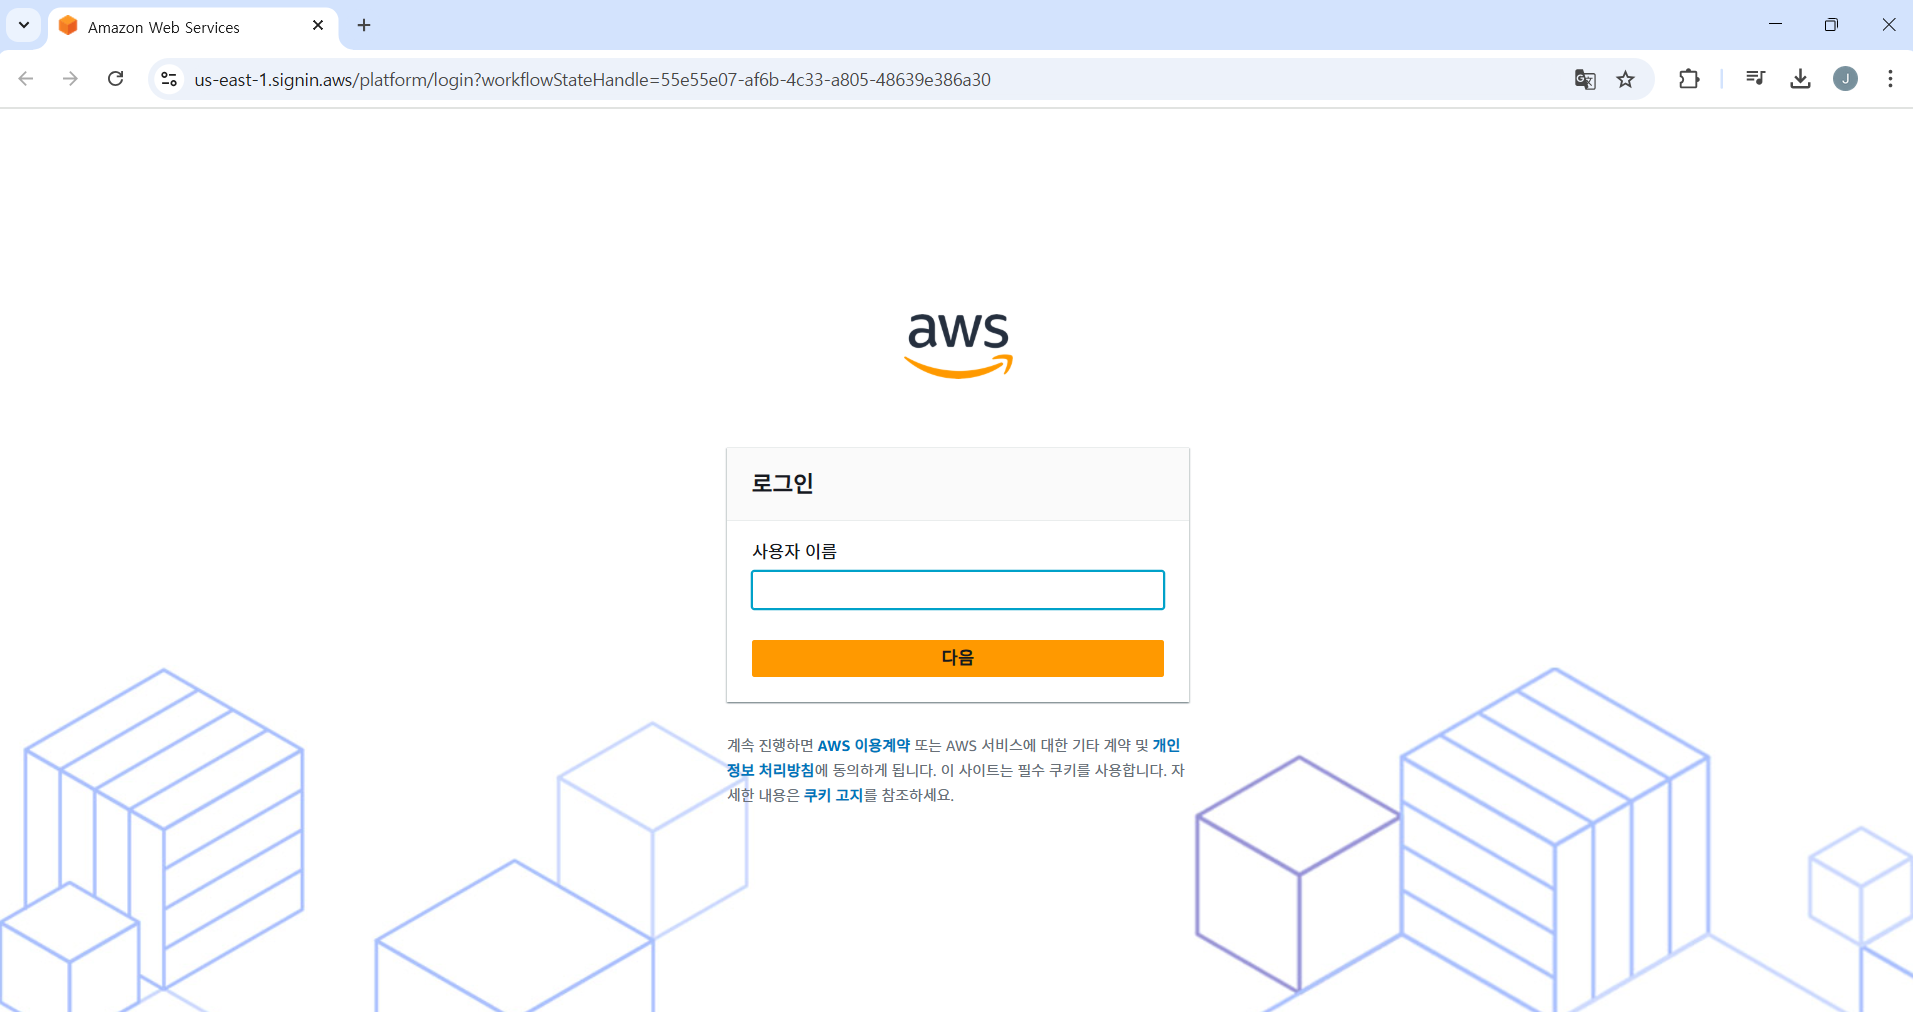 Amazon Web Services
us-east-1.signin.aws/platform/login?workflowStateHandle=55e55e07-af6b-4c33-a805-48639e386a30
J
aws
로그인
사용자 이름
다음
계속 진행하면 AWS 이용계약 또는 AWS 서비스에 대한 기타 계약 및 개인
정보 처리방침에 동의하게 됩니다. 이 사이트는 필수 쿠키를 사용합니다. 자
세한 내용은 쿠키 고지를 참조하세요.